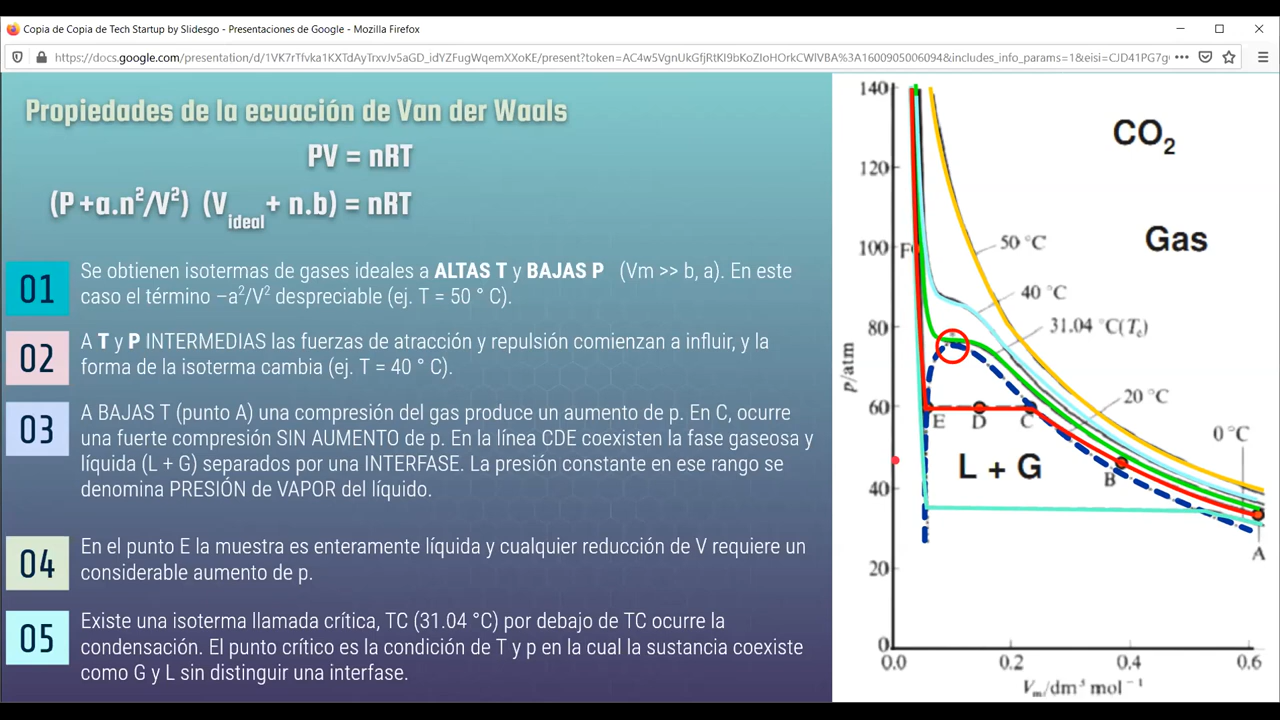 Copia de Copia de Tech Startup by Slidesgo - Presentaciones de Google - Mozilla Firefox
https://docs.google.com/presentation/d/1VK7rTfvka1KXTdAyTrxvJv5aGD_idYZFugWqemXXoKE/present?token=AC4w5VgnUkGfjRtKI9bKoZIoHOrkCWlVBA%3A1600905006094&includes_info_params=1&eisi=CJD41PG7g
Propiedades de la ecuación de Van der Waals
PV = nRT
(P +a.n²/V²) (V_ideal + n.b) = nRT
01
Se obtienen isotermas de gases ideales a ALTAS T y BAJAS P (Vm >> b, a). En este
caso el término –a²/V² despreciable (ej. T = 50 ° C).
02
A T y P INTERMEDIAS las fuerzas de atracción y repulsión comienzan a influir, y la
forma de la isoterma cambia (ej. T = 40 ° C).
03
A BAJAS T (punto A) una compresión del gas produce un aumento de p. En C, ocurre
una fuerte compresión SIN AUMENTO de p. En la línea CDE coexisten la fase gaseosa y
líquida (L + G) separados por una INTERFASE. La presión constante en ese rango se
denomina PRESIÓN de VAPOR del líquido.
04
En el punto E la muestra es enteramente líquida y cualquier reducción de V requiere un
considerable aumento de p.
05
Existe una isoterma llamada crítica, TC (31.04 °C) por debajo de TC ocurre la
condensación. El punto crítico es la condición de T y p en la cual la sustancia coexiste
como G y L sin distinguir una interfase.
140
CO₂
120
Gas
100
F
50 °C
40 °C
80
31.04 °C(T_c)
p/atm
20 °C
60
E D C
0 °C
L + G
B
40
A
20
0
0.0 0.2 0.4 0.6
V_m/dm³ mol⁻¹